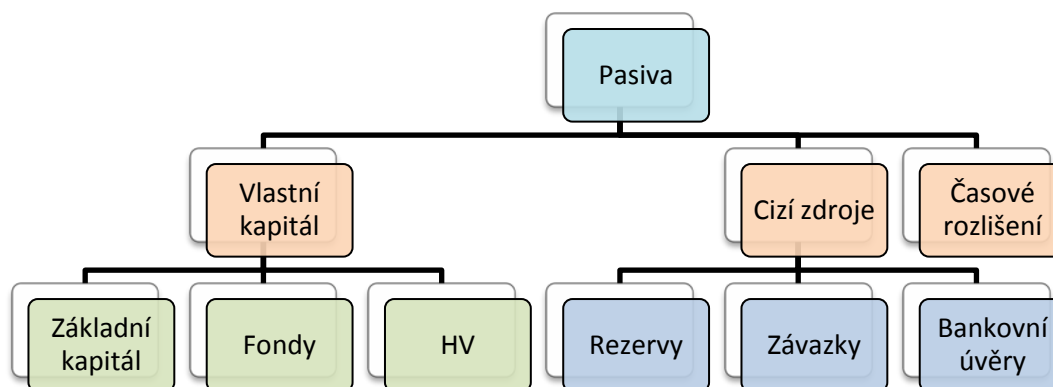 Pasiva
Vlastní
kapitál
Cizí zdroje
Časové
rozlišení
Základní
kapitál
Fondy
HV
Rezervy
Závazky
Bankovní
úvěry